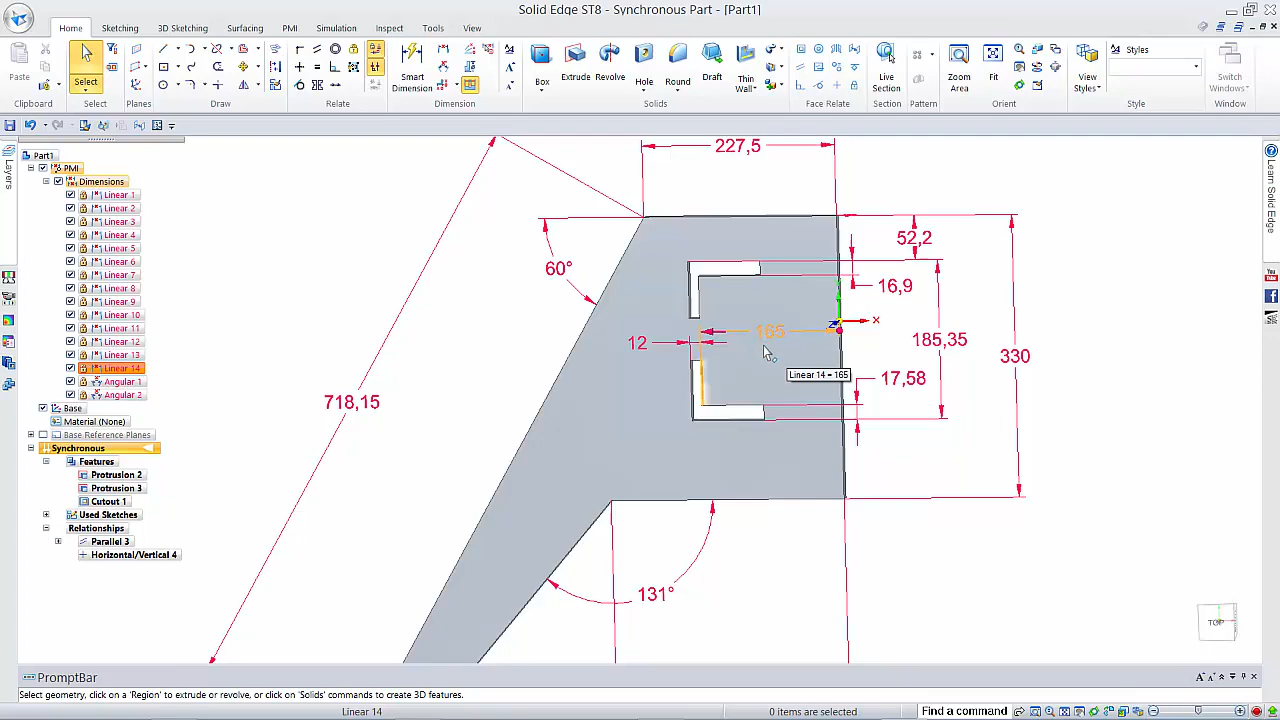 Solid Edge ST8 - Synchronous Part - [Part1]
Home Sketching 3D Sketching Surfacing PMI Simulation Inspect Tools View
Paste
Select
Smart
Dimension
Box
Extrude
Revolve
Hole
Round
Draft
Thin
Wall
Live
Section
Zoom
Area
Fit
View
Styles
Styles
Switch
Windows
Clipboard Select Planes Draw Relate Dimension Solids Face Relate Section Pattern Orient Style Window
Layers
Part1
PMI
Dimensions
Linear 1
Linear 2
Linear 3
Linear 4
Linear 5
Linear 6
Linear 7
Linear 8
Linear 9
Linear 10
Linear 11
Linear 12
Linear 13
Linear 14
Angular 1
Angular 2
Base
Material (None)
Base Reference Planes
Synchronous
Features
Protrusion 2
Protrusion 3
Cutout 1
Used Sketches
Relationships
Parallel 3
Horizontal/Vertical 4
227,5
52,2
60°
16,9
x
165
12
185,35
330
Linear 14 = 165
17,58
718,15
131°
TOP
Learn Solid Edge
You
Tube
PromptBar
Select geometry, click on a 'Region' to extrude or revolve, or click on 'Solids' commands to create 3D features.
Linear 14
0 items are selected
Find a command